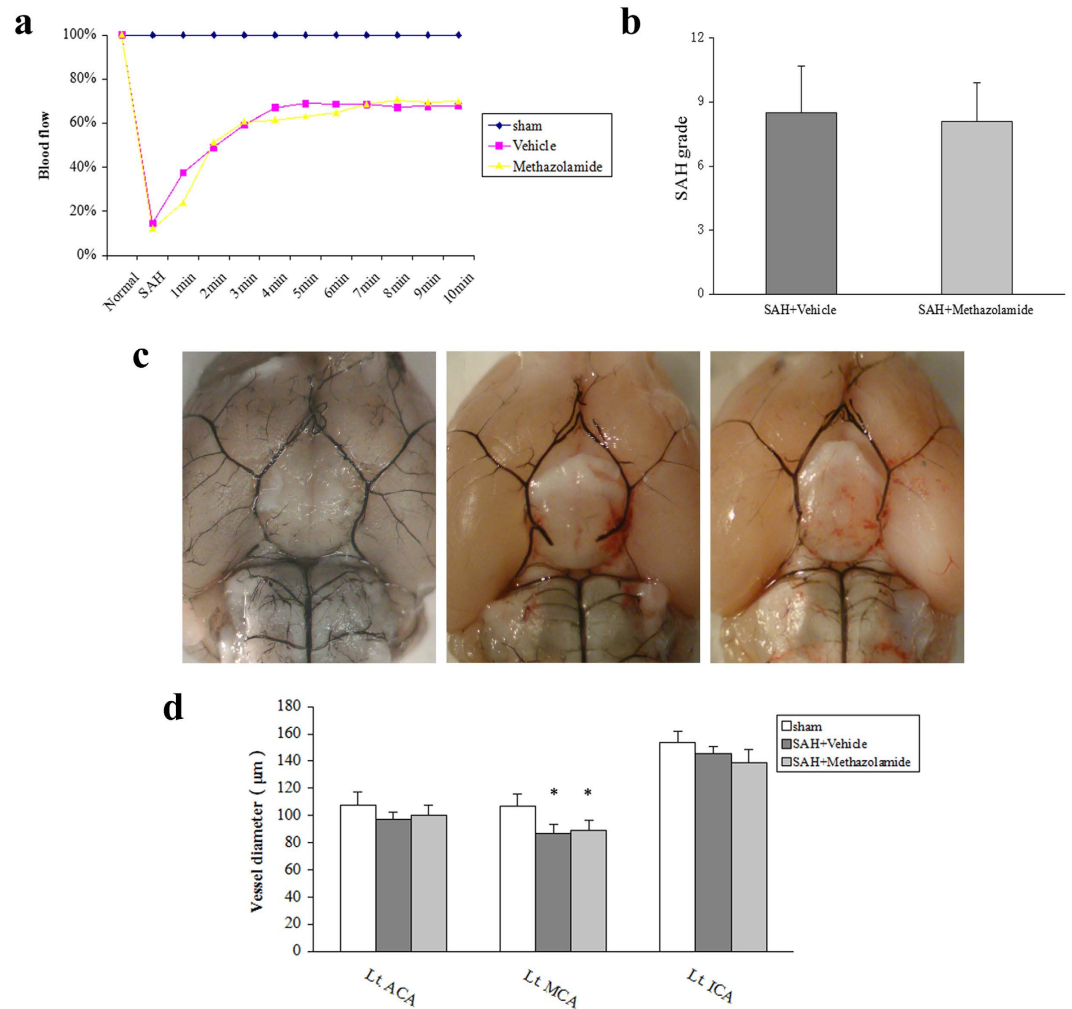 a
100%
80%
60%
40%
20%
0%
Blood flow
Normal
SAH
1min
2min
3min
4min
5min
6min
7min
8min
9min
10min
sham
Vehicle
Methazolamide
b
12
9
6
3
0
SAH grade
SAH+Vehicle
SAH+Methazolamide
c
d
180
160
140
120
100
80
60
40
20
0
Vessel diameter ( μm )
* *
Lt ACA
Lt MCA
Lt ICA
sham
SAH+Vehicle
SAH+Methazolamide